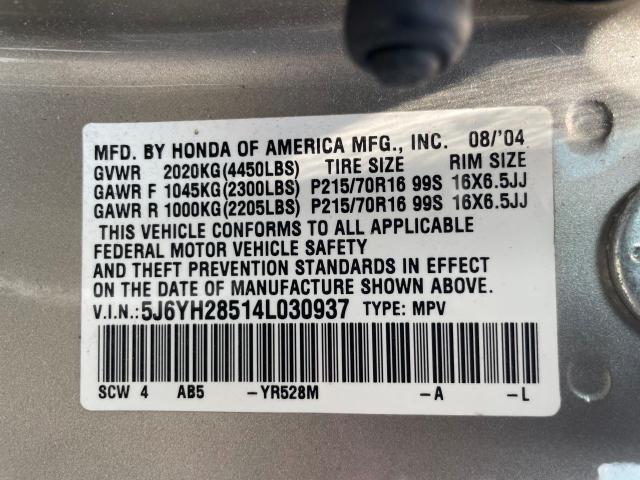 MFD. BY HONDA OF AMERICA MFG., INC. 08/'04
GVWR 2020KG(4450LBS) TIRE SIZE RIM SIZE
GAWR F 1045KG(2300LBS) P215/70R16 99S 16X6.5JJ
GAWR R 1000KG(2205LBS) P215/70R16 99S 16X6.5JJ
THIS VEHICLE CONFORMS TO ALL APPLICABLE
FEDERAL MOTOR VEHICLE SAFETY
AND THEFT PREVENTION STANDARDS IN EFFECT
ON THE DATE OF MANUFACTURE SHOWN ABOVE.
V.I.N.: 5J6YH28514L030937 TYPE: MPV
SCW 4 AB5 -YR528M -A -L